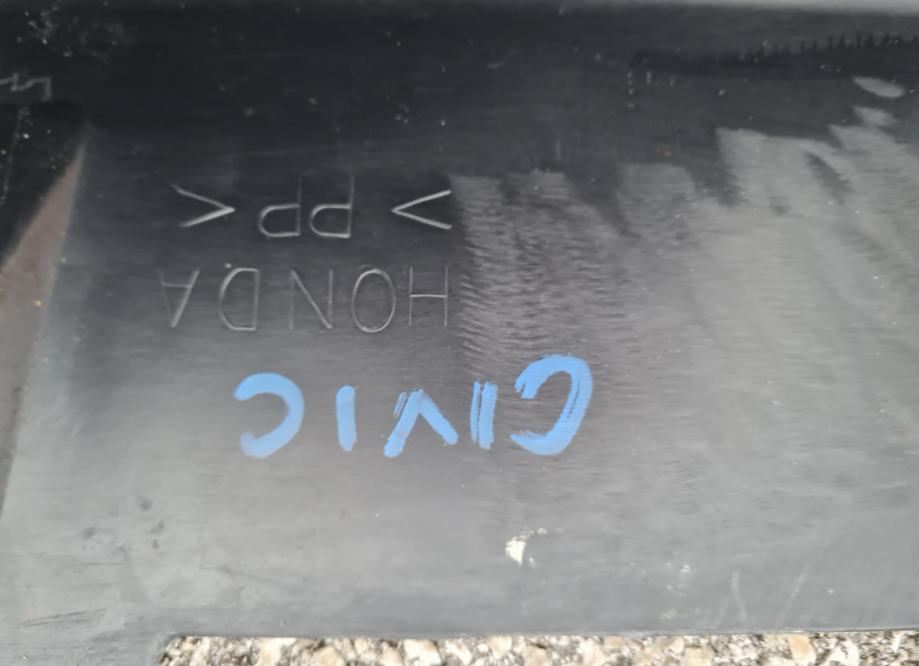 CIVIC
HONDA
> PP <